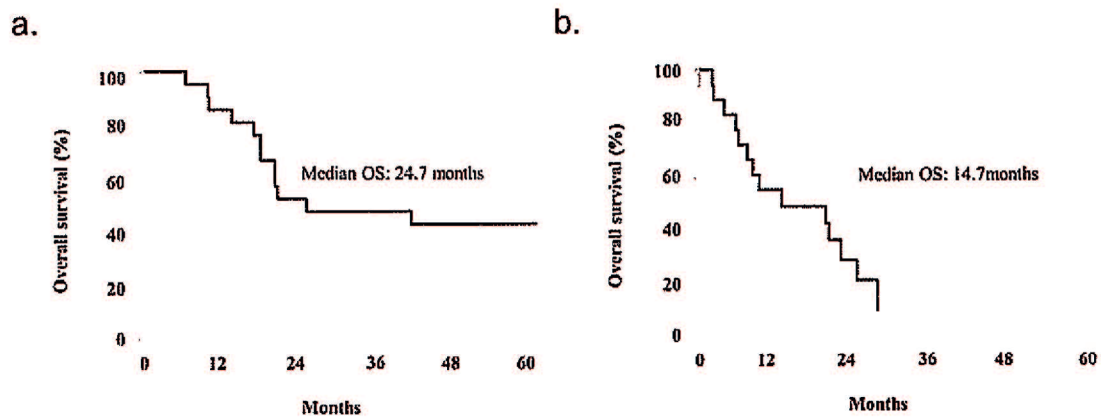 a.
Overall survival (%)
100
80
60
40
20
0
Median OS: 24.7 months
0 12 24 36 48 60
Months
b.
Overall survival (%)
100
80
60
40
20
0
Median OS: 14.7months
0 12 24 36 48 60
Months